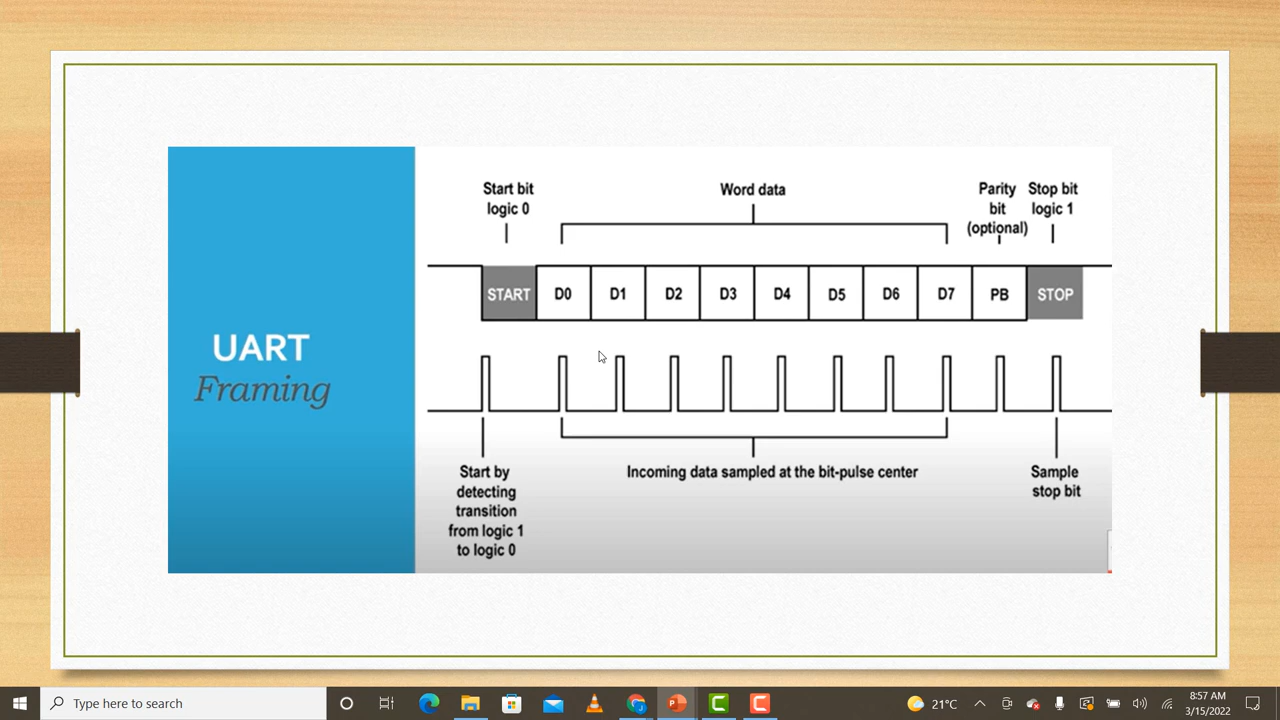 UART
Framing
Start bit
logic 0
Word data
Parity
bit
(optional)
Stop bit
logic 1
START D0 D1 D2 D3 D4 D5 D6 D7 PB STOP
Start by
detecting
transition
from logic 1
to logic 0
Incoming data sampled at the bit-pulse center
Sample
stop bit
Type here to search
21°C
8:57 AM
3/15/2022